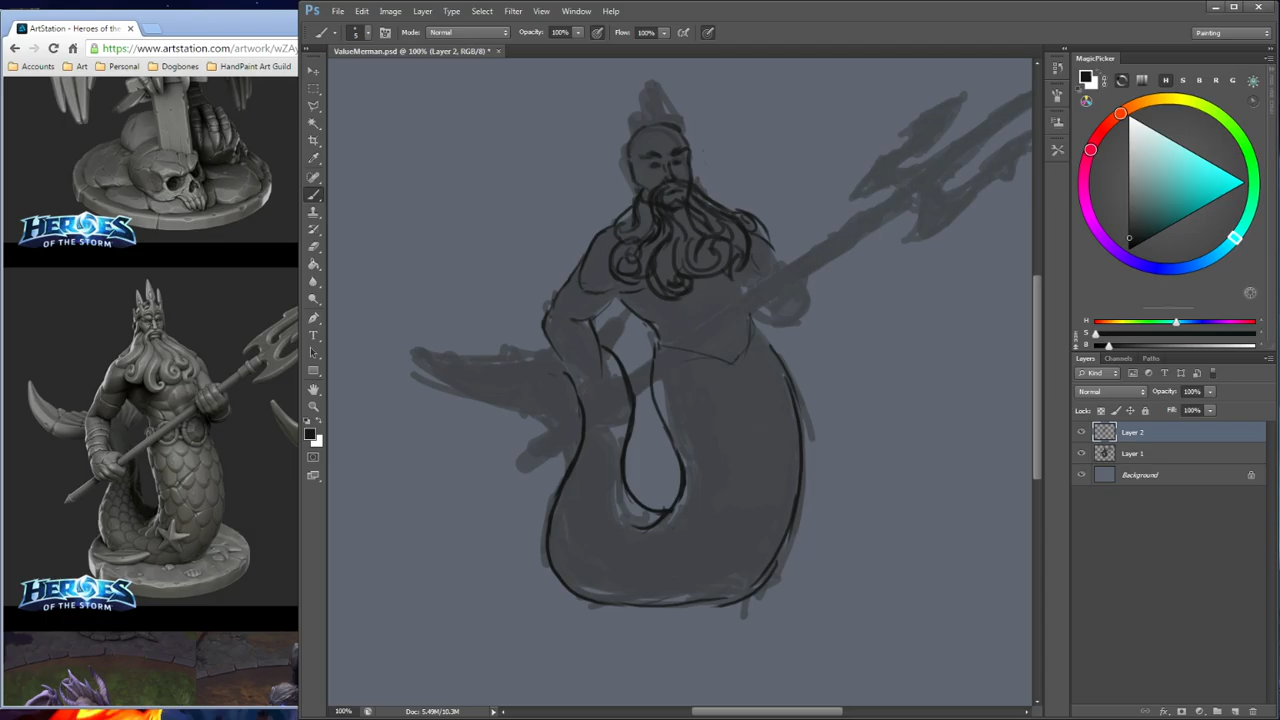 ArtStation - Heroes of the
https://www.artstation.com/artwork/wZA
Accounts Art Personal Dogbones HandPaint Art Guild
HEROES
OF THE STORM
HEROES
OF THE STORM
Ps File Edit Image Layer Type Select Filter View Window Help
5 Mode: Normal Opacity: 100% Flow: 100% Painting
ValueMerman.psd @ 100% (Layer 2, RGB/8) *
MagicPicker
H S B R G
H
S
B
Layers Channels Paths
Kind
Normal Opacity: 100%
Locks: Fill: 100%
Layer 2
Layer 1
Background
100% Doc: 5.49M/10.3M